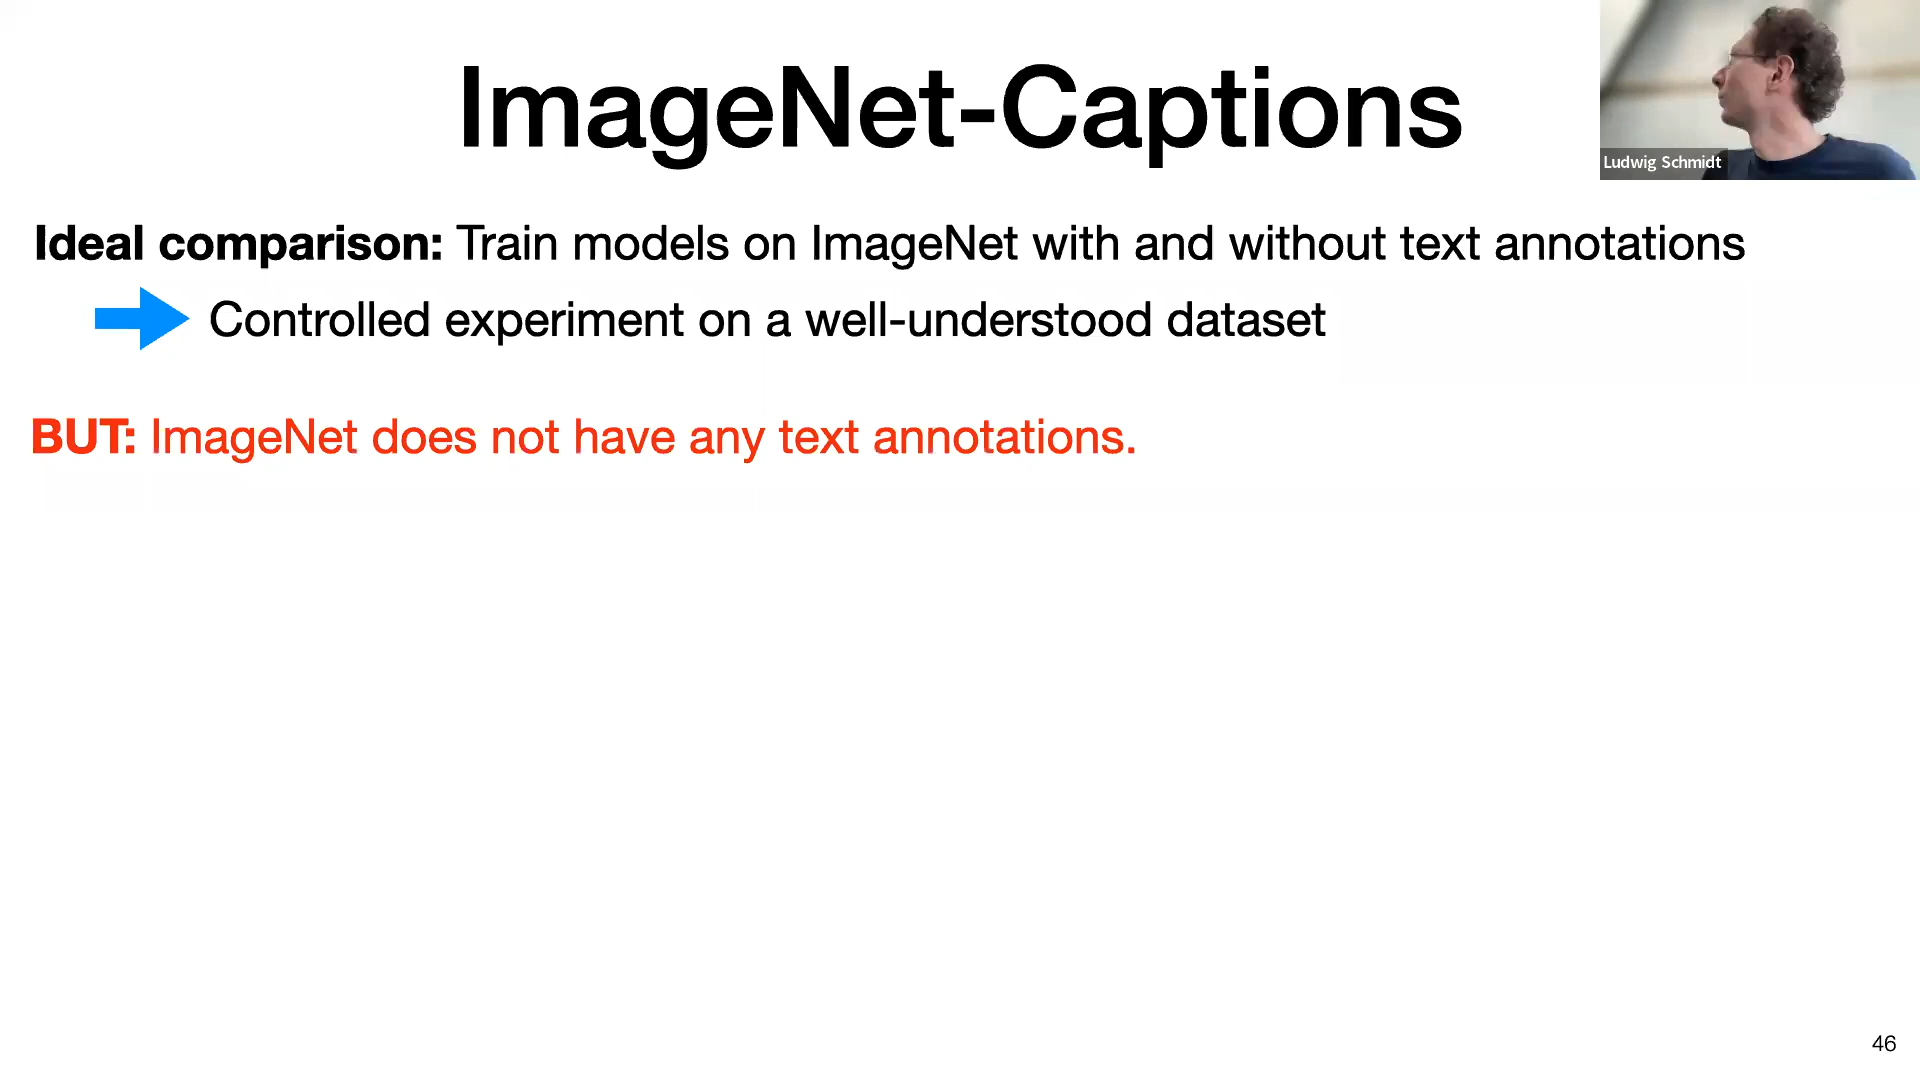 ImageNet-Captions
Ludwig Schmidt
Ideal comparison: Train models on ImageNet with and without text annotations
Controlled experiment on a well-understood dataset
BUT: ImageNet does not have any text annotations.
46